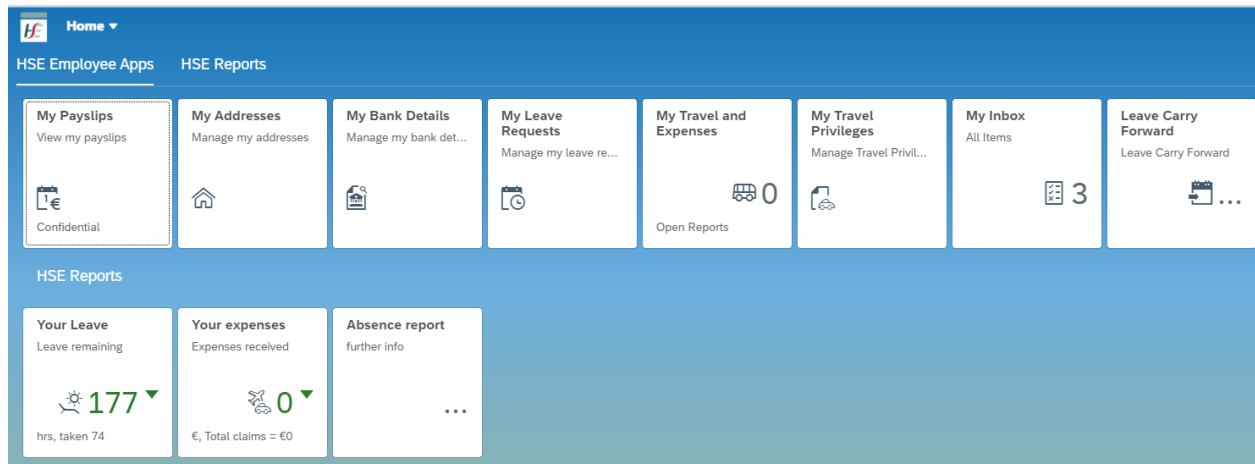 Home
HSE Employee Apps
HSE Reports
My Payslips
View my payslips
Confidential
My Addresses
Manage my addresses
My Bank Details
Manage my bank det...
My Leave
Requests
Manage my leave re...
My Travel and
Expenses
0
Open Reports
My Travel
Privileges
Manage Travel Privil...
My Inbox
All Items
3
Leave Carry
Forward
Leave Carry Forward
...
HSE Reports
Your Leave
Leave remaining
177
hrs, taken 74
Your expenses
Expenses received
0
€, Total claims = €0
Absence report
further info
...